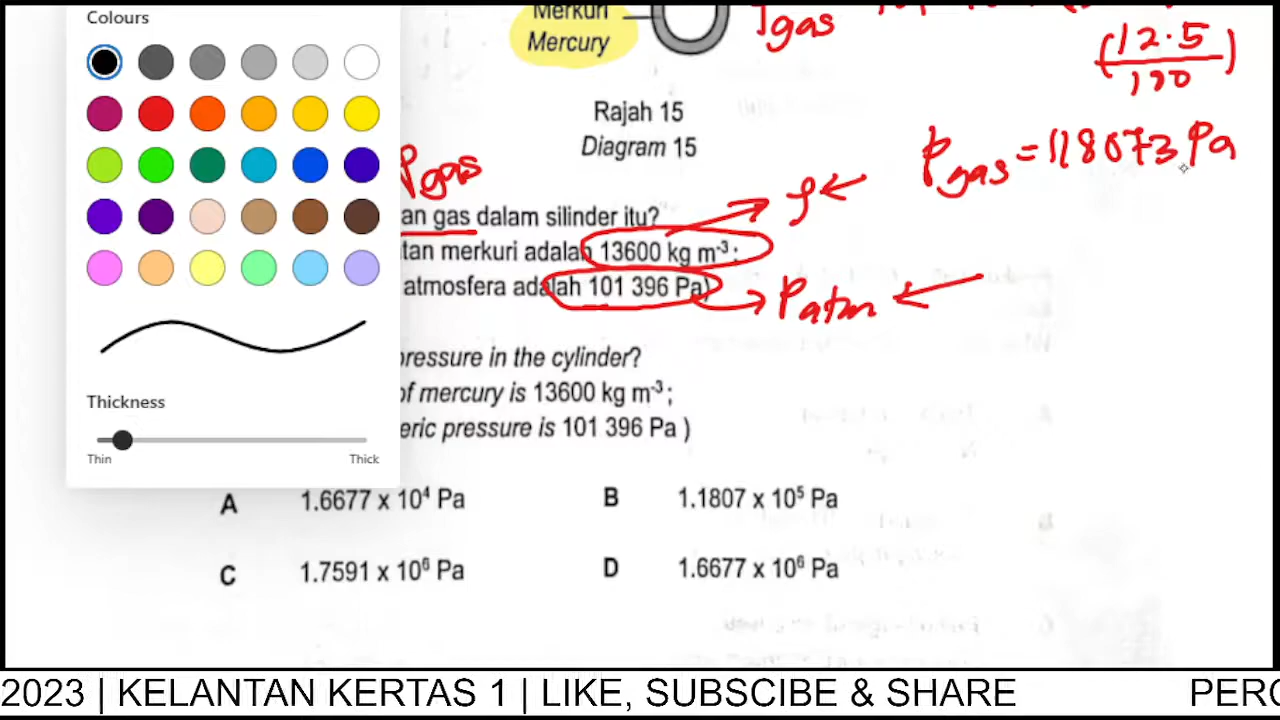 Colours
Merkuri
Mercury
Pgas
(12.5
100)
Rajah 15
Diagram 15
Pgas = 118073 Pa
Pgas
an gas dalam silinder itu?
ρ
tan merkuri adalah 13600 kg m⁻³;
atmosfera adalah 101 396 Pa)
Patm
pressure in the cylinder?
of mercury is 13600 kg m⁻³;
eric pressure is 101 396 Pa )
Thickness
Thin Thick
A 1.6677 x 10⁴ Pa B 1.1807 x 10⁵ Pa
C 1.7591 x 10⁶ Pa D 1.6677 x 10⁶ Pa
2023 | KELANTAN KERTAS 1 | LIKE, SUBSCIBE & SHARE PERC